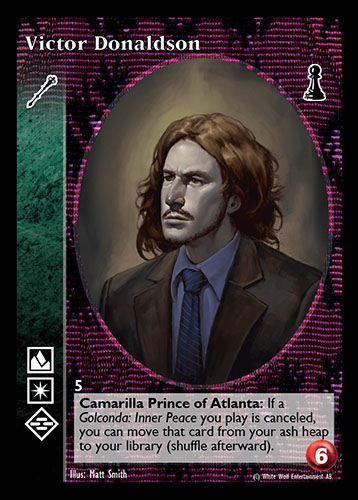 Victor Donaldson
5
Camarilla Prince of Atlanta: If a
Golconda: Inner Peace you play is canceled,
you can move that card from your ash heap
to your library (shuffle afterward).
6
Illus: Matt Smith
(C) White Wolf Entertainment AB.